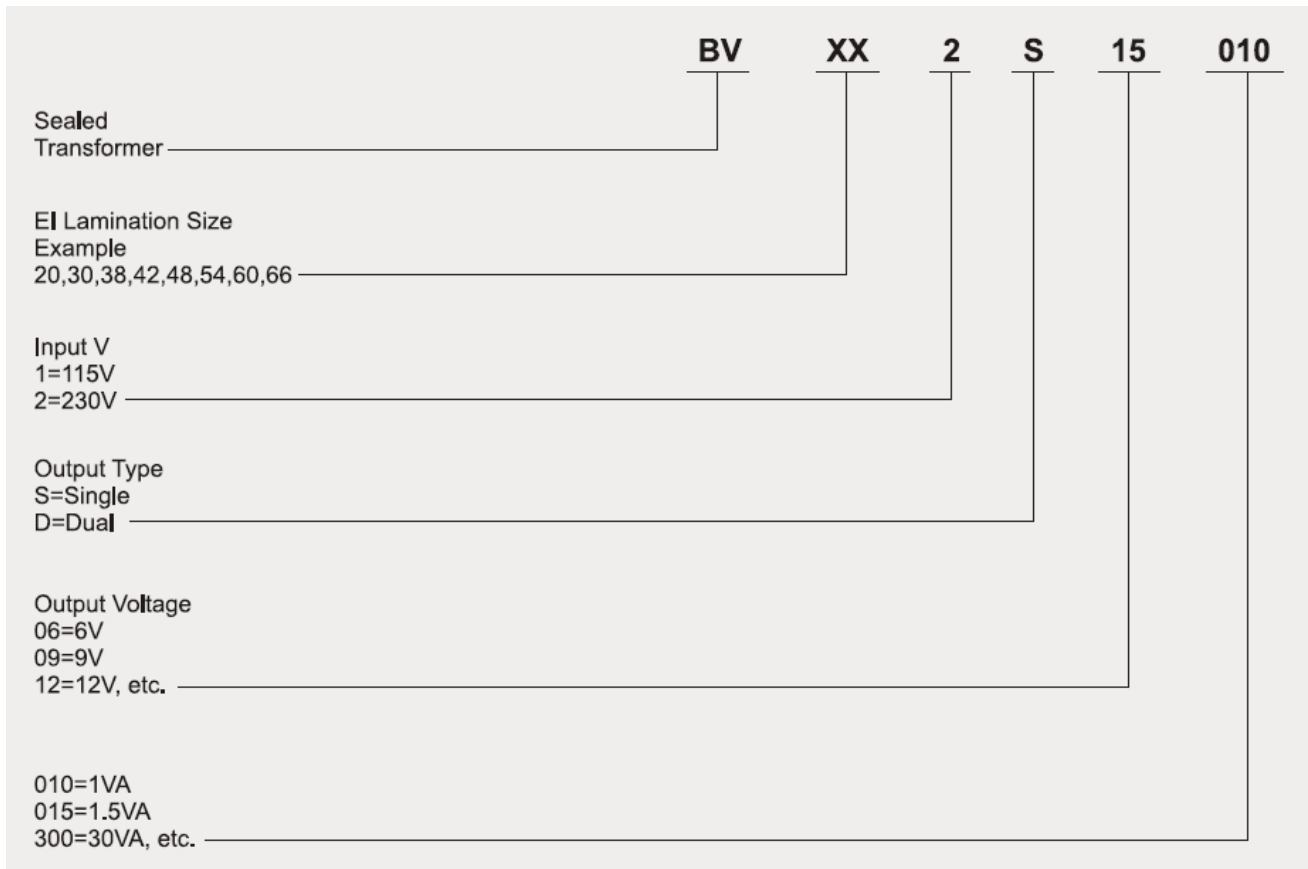 BV XX 2 S 15 010
Sealed
Transformer
EI Lamination Size
Example
20,30,38,42,48,54,60,66
Input V
1=115V
2=230V
Output Type
S=Single
D=Dual
Output Voltage
06=6V
09=9V
12=12V, etc.
010=1VA
015=1.5VA
300=30VA, etc.